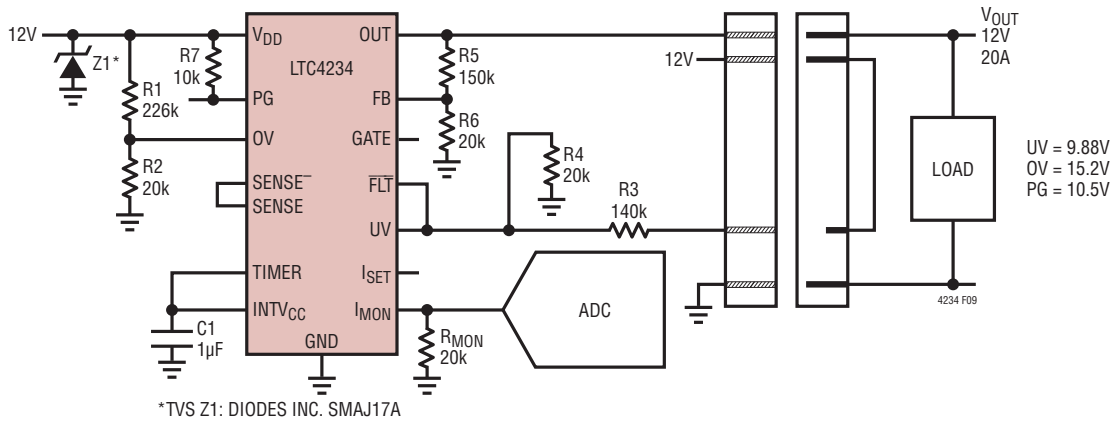 12V
Z1*
R1
226k
R2
20k
R7
10k
VDD
PG
OV
SENSE–
SENSE
TIMER
INTVCC
GND
LTC4234
OUT
FB
GATE
FLT
UV
ISET
IMON
C1
1µF
R5
150k
R6
20k
R4
20k
R3
140k
RMON
20k
ADC
12V
VOUT
12V
20A
LOAD
UV = 9.88V
OV = 15.2V
PG = 10.5V
4234 F09
*TVS Z1: DIODES INC. SMAJ17A